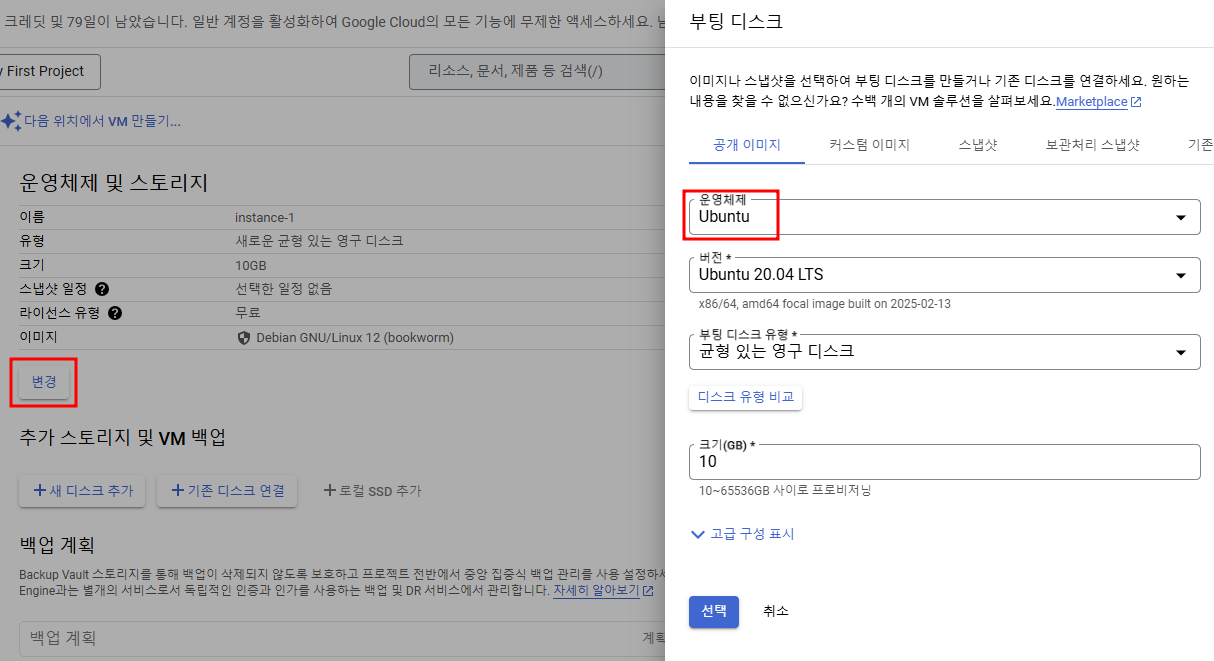 크레딧 및 79일이 남았습니다. 일반 계정을 활성화하여 Google Cloud의 모든 기능에 무제한 액세스하세요.
My First Project
리소스, 문서, 제품 등 검색(/)
다음 위치에서 VM 만들기...
운영체제 및 스토리지
이름 instance-1
유형 새로운 균형 있는 영구 디스크
크기 10GB
스냅샷 일정 선택한 일정 없음
라이선스 유형 무료
이미지 Debian GNU/Linux 12 (bookworm)
변경
추가 스토리지 및 VM 백업
새 디스크 추가 기존 디스크 연결 로컬 SSD 추가
백업 계획
Backup Vault 스토리지를 통해 백업이 삭제되지 않도록 보호하고 프로젝트 전반에서 중앙 집중식 백업 관리를 사용 설정하세
Engine과는 별개의 서비스로서 독립적인 인증과 인가를 사용하는 백업 및 DR 서비스에서 관리합니다. 자세히 알아보기
백업 계획 계획
부팅 디스크
이미지나 스냅샷을 선택하여 부팅 디스크를 만들거나 기존 디스크를 연결하세요. 원하는
내용을 찾을 수 없으신가요? 수백 개의 VM 솔루션을 살펴보세요.Marketplace
공개 이미지 커스텀 이미지 스냅샷 보관처리 스냅샷 기존
운영체제
Ubuntu
버전 *
Ubuntu 20.04 LTS
x86/64, amd64 focal image built on 2025-02-13
부팅 디스크 유형 *
균형 있는 영구 디스크
디스크 유형 비교
크기(GB) *
10
10~65536GB 사이로 프로비저닝
고급 구성 표시
선택 취소